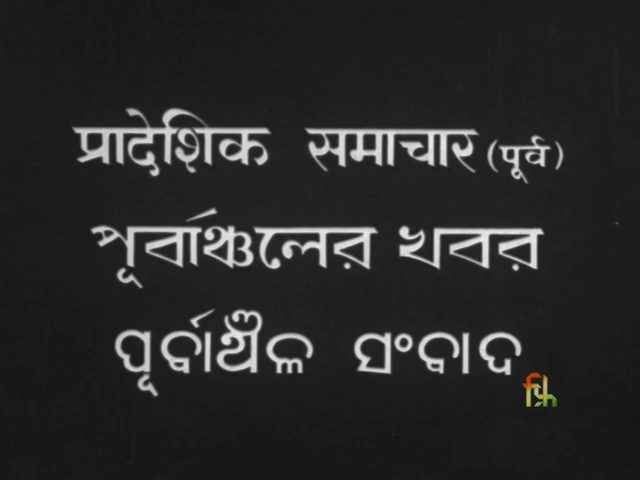 प्रादेशिक समाचार (पूर्व)
পূর্বাঞ্চলের খবর
ପୂର୍ବାଞ୍ଚଳ ସଂବାଦ